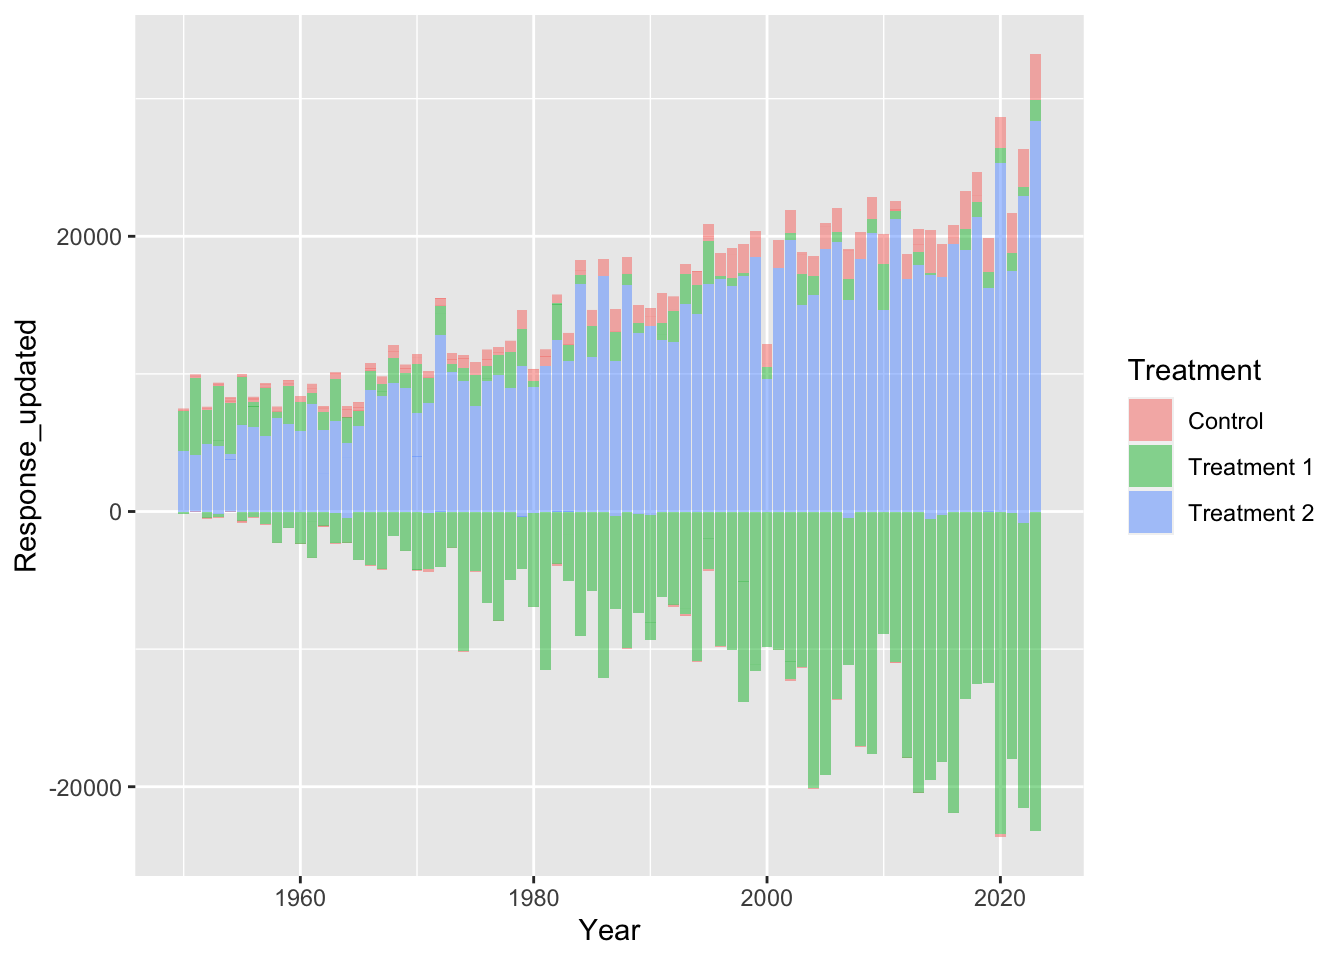 20000
0
-20000
Response_updated
1960
1980
2000
2020
Year
Treatment
Control
Treatment 1
Treatment 2